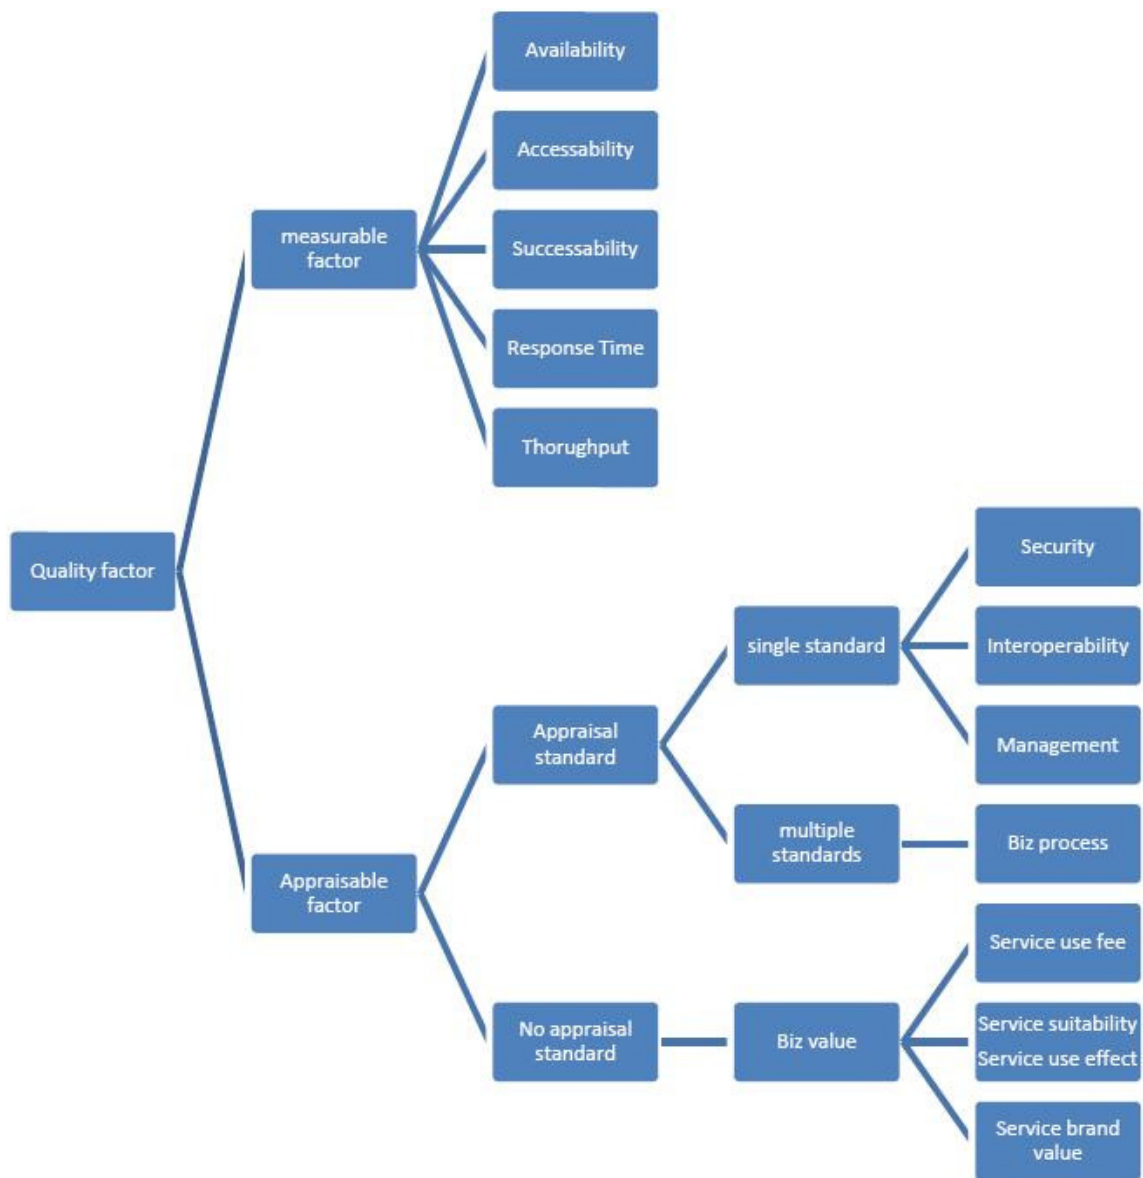 Availability
Accessability
measurable
factor
Successability
Response Time
Thorughput
Quality factor
Security
single standard
Interoperability
Appraisal
standard
Management
multiple
standards
Biz process
Appraisable
factor
Service use fee
No appraisal
standard
Biz value
Service suitability
Service use effect
Service brand
value